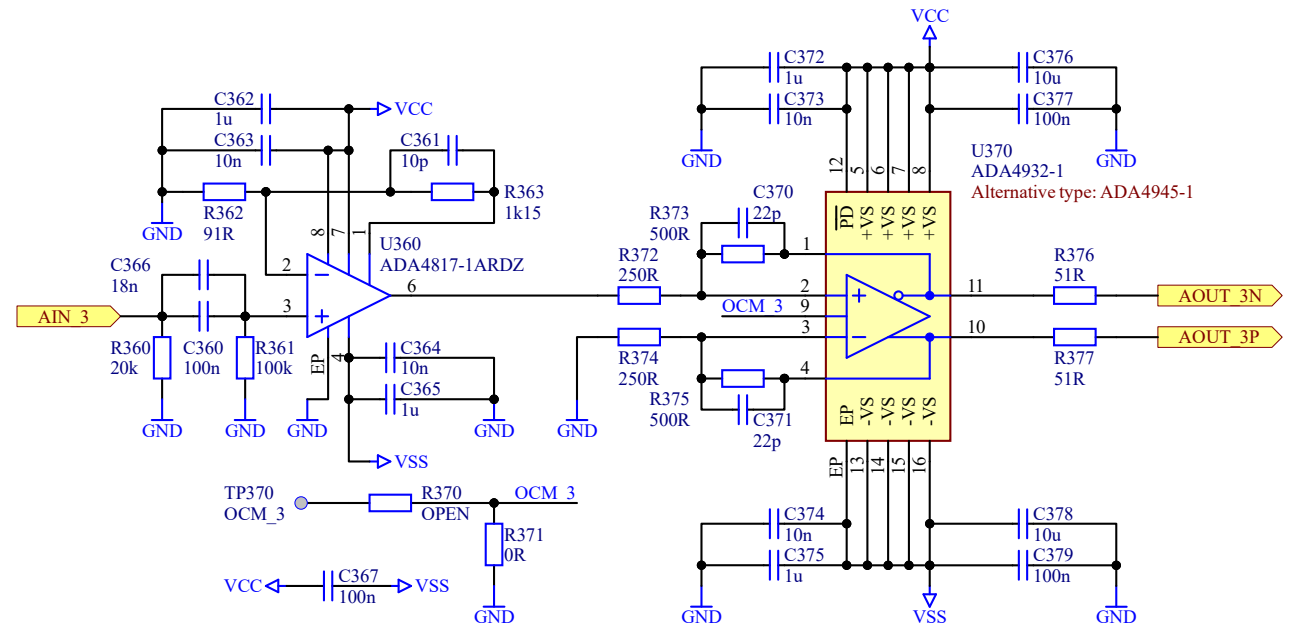 VCC
C372
1u
C376
10u
C373
10n
C377
100n
GND
GND
U370
ADA4932-1
Alternative type: ADA4945-1
C362
1u
VCC
C363
10n
C361
10p
R362
91R
R363
1k15
GND
8
7
1
U360
ADA4817-1ARDZ
2
3
6
EP
4
C366
18n
AIN_3
R360
20k
C360
100n
R361
100k
GND
GND
GND
C364
10n
C365
1u
GND
VSS
12
5
6
7
8
PD
+VS
+VS
+VS
+VS
C370
22p
R373
500R
R372
250R
1
2
OCM_3
9
3
4
R374
250R
R375
500R
C371
22p
GND
11
10
R376
51R
AOUT_3N
AOUT_3P
R377
51R
EP
-VS
-VS
-VS
-VS
EP
13
14
15
16
TP370
OCM_3
R370
OPEN
OCM_3
R371
0R
GND
VCC
C367
100n
VSS
C374
10n
C375
1u
C378
10u
C379
100n
GND
VSS
GND